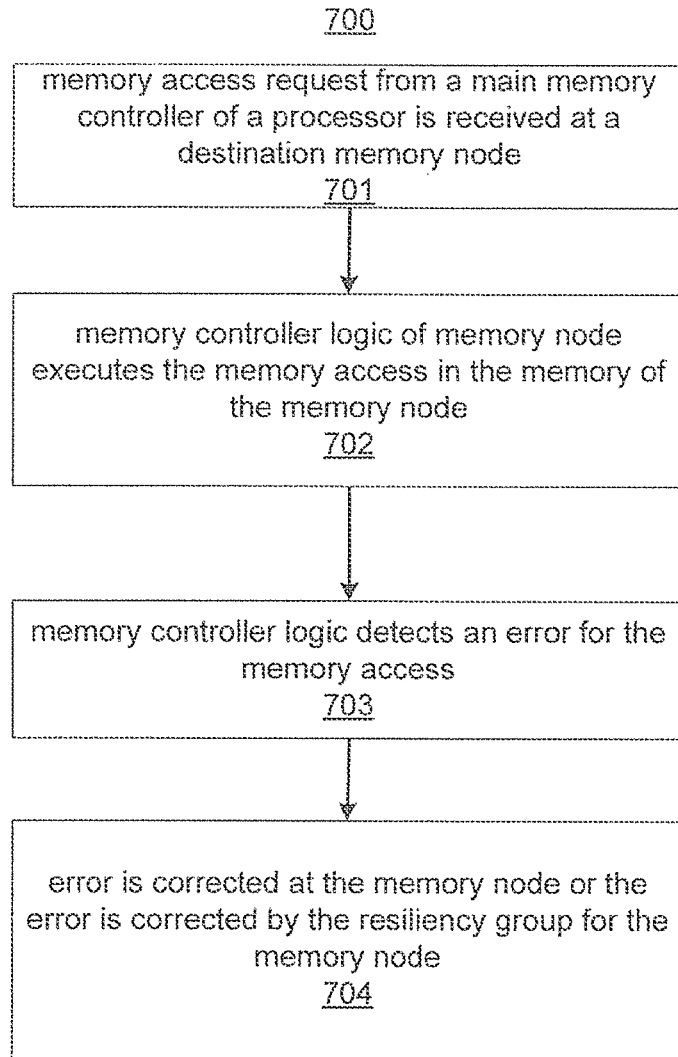 700
memory access request from a main memory
controller of a processor is received at a
destination memory node
701
memory controller logic of memory node
executes the memory access in the memory of
the memory node
702
memory controller logic detects an error for the
memory access
703
error is corrected at the memory node or the
error is corrected by the resiliency group for the
memory node
704